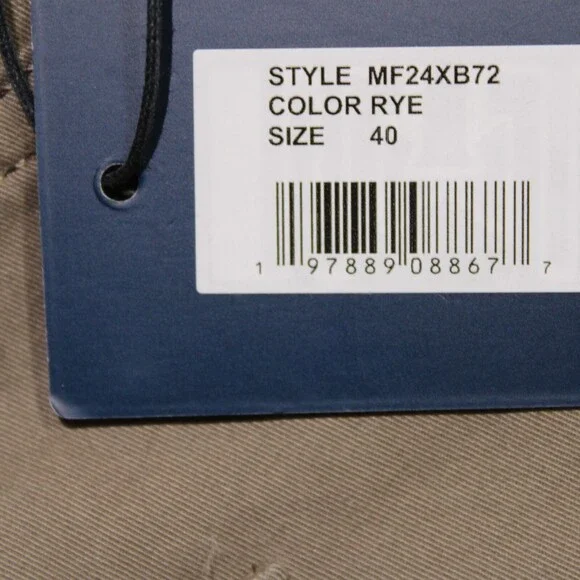 STYLE MF24XB72
COLOR RYE
SIZE 40
1 97889 08867 7